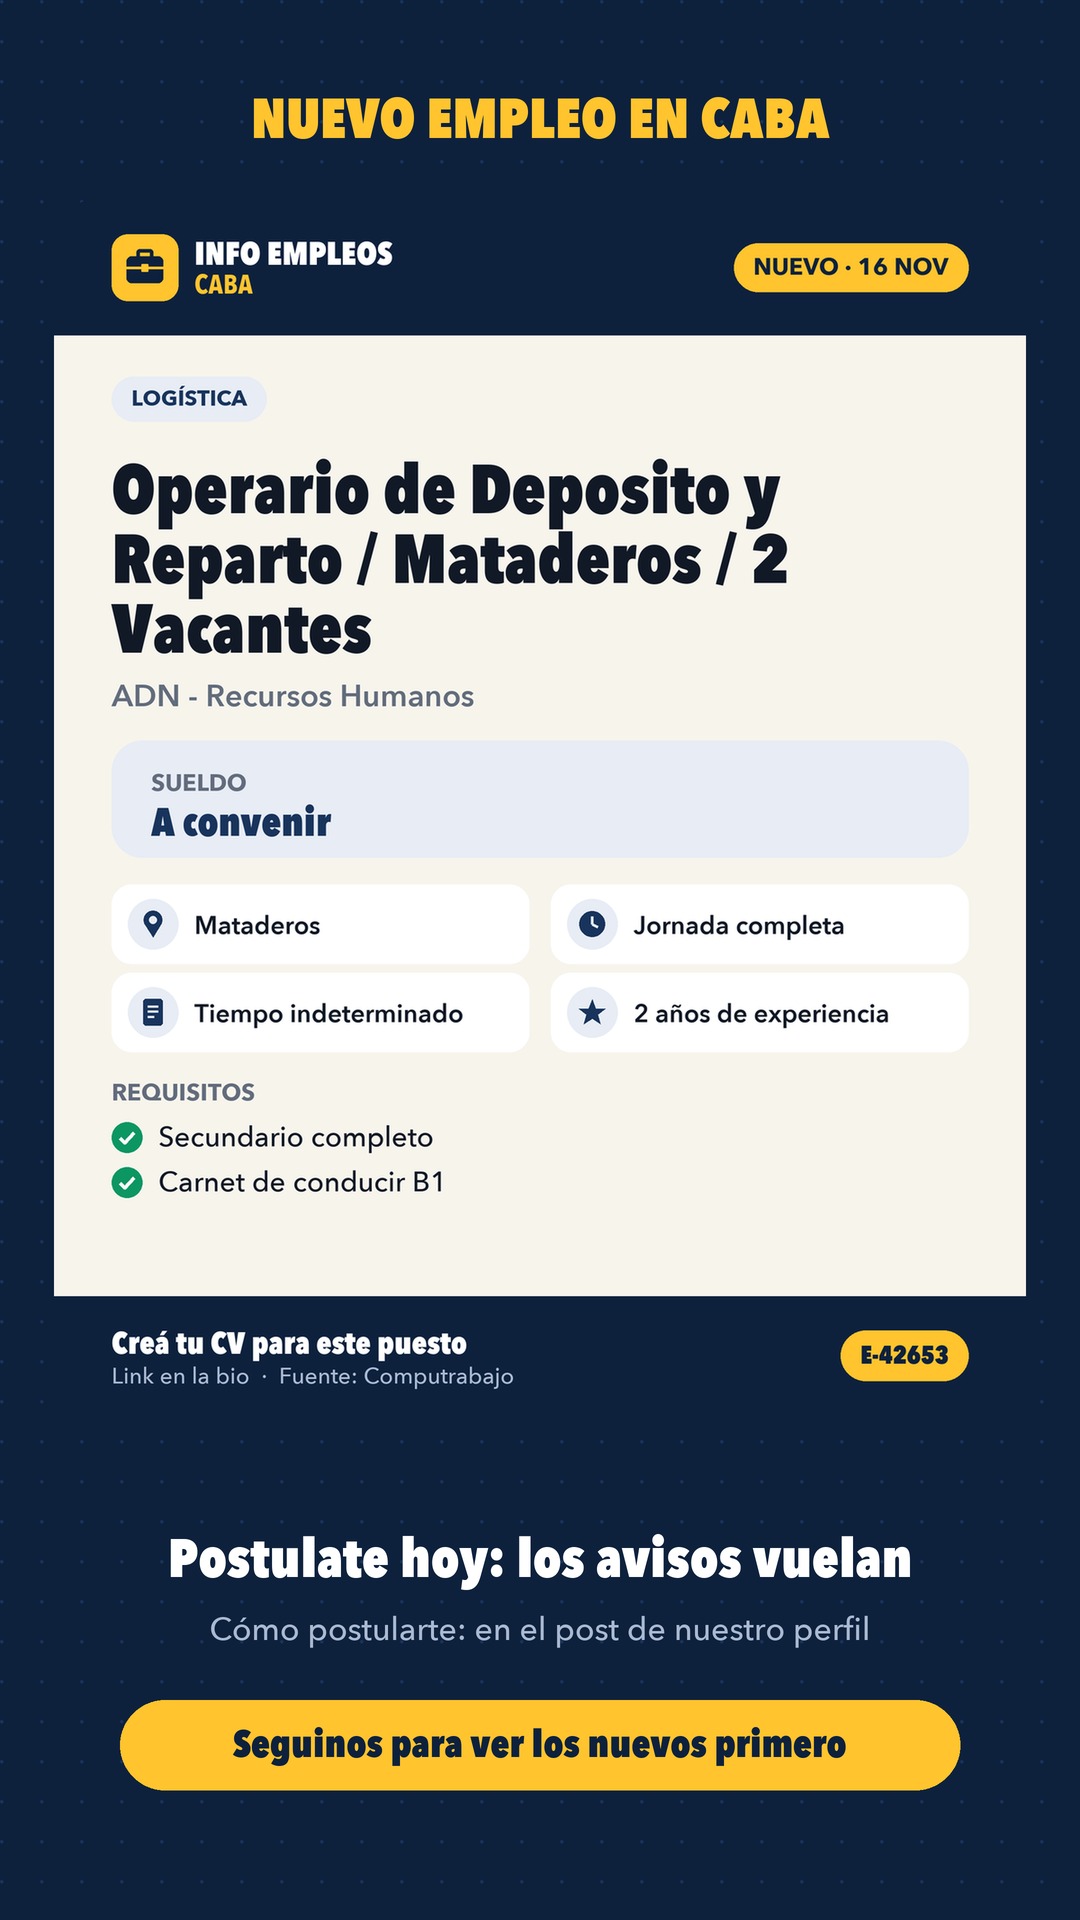 NUEVO EMPLEO EN CABA
INFO EMPLEOS
CABA
NUEVO · 16 NOV
LOGÍSTICA
Operario de Deposito y
Reparto / Mataderos / 2
Vacantes
ADN - Recursos Humanos
SUELDO
A convenir
Mataderos
Jornada completa
Tiempo indeterminado
2 años de experiencia
REQUISITOS
Secundario completo
Carnet de conducir B1
Creá tu CV para este puesto
Link en la bio · Fuente: Computrabajo
E-42653
Postulate hoy: los avisos vuelan
Cómo postularte: en el post de nuestro perfil
Seguinos para ver los nuevos primero